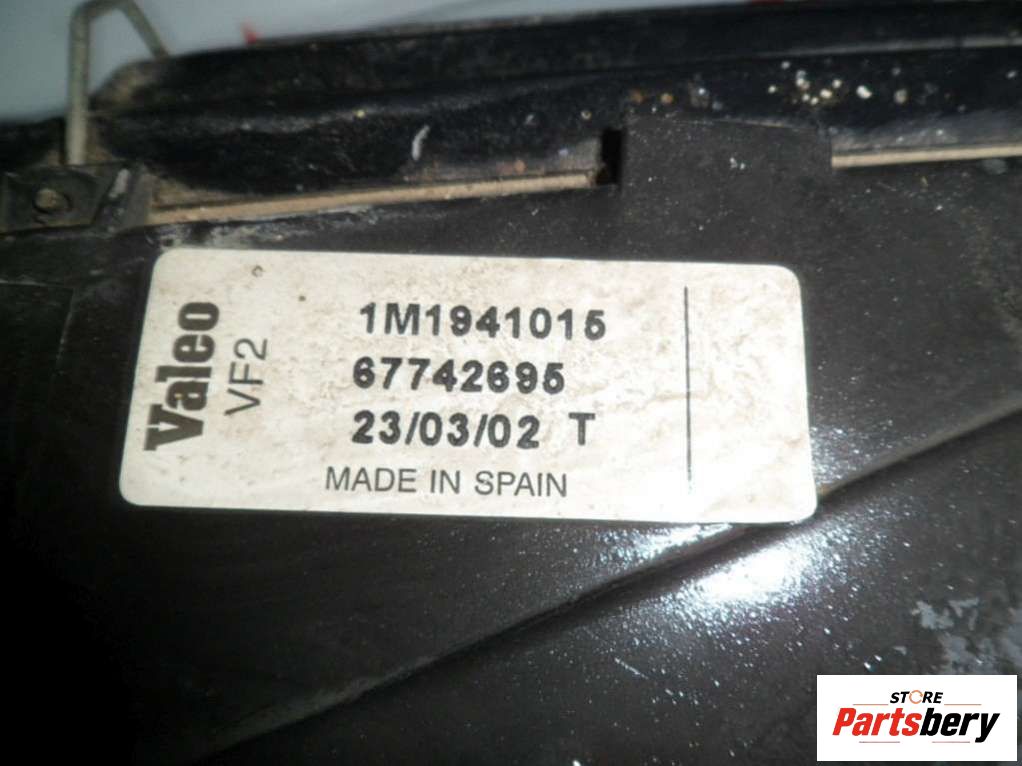 Valeo
VF2
1M1941015
67742695
23/03/02 T
MADE IN SPAIN
STORE
Partsbery